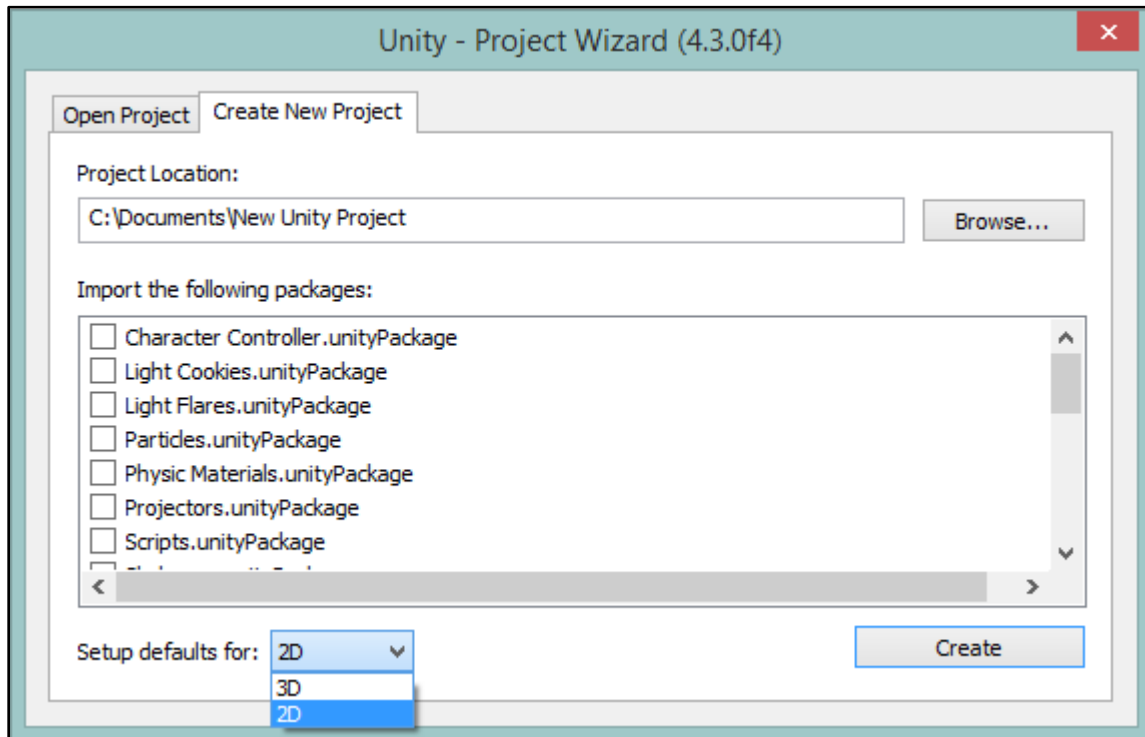 Unity - Project Wizard (4.3.0f4)
Open Project
Create New Project
Project Location:
C:\Documents\New Unity Project
Browse...
Import the following packages:
Character Controller.unityPackage
Light Cookies.unityPackage
Light Flares.unityPackage
Particles.unityPackage
Physic Materials.unityPackage
Projectors.unityPackage
Scripts.unityPackage
Setup defaults for: 2D
Create
3D
2D